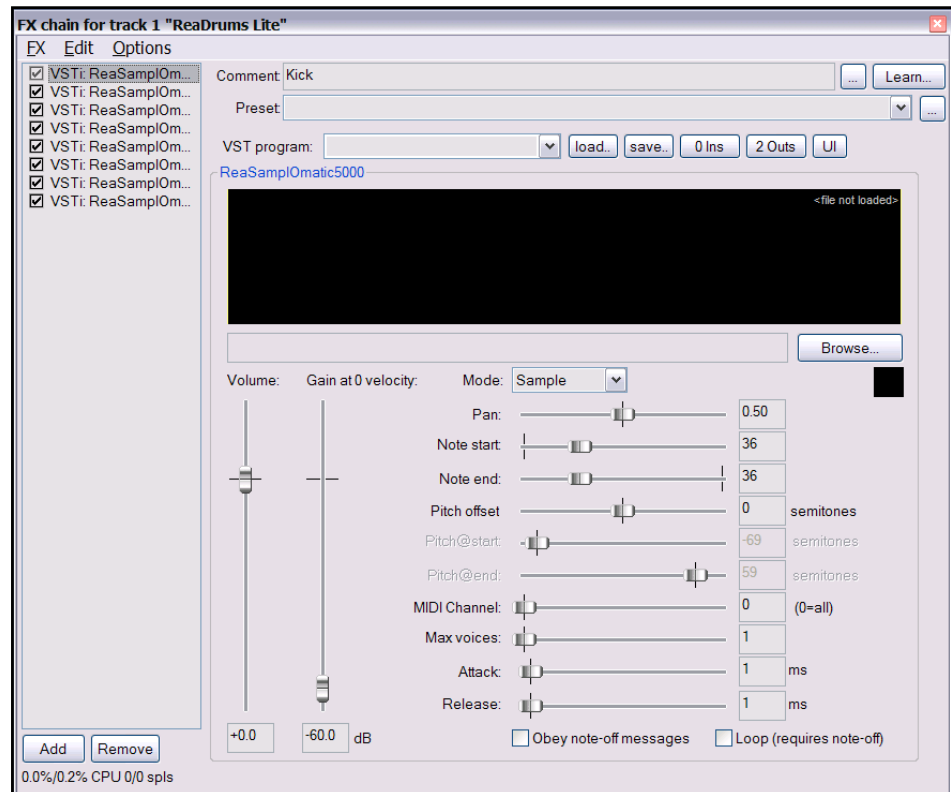 FX chain for track 1 "ReaDrums Lite"
FX Edit Options
VSTi: ReaSamplOm...
VSTi: ReaSamplOm...
VSTi: ReaSamplOm...
VSTi: ReaSamplOm...
VSTi: ReaSamplOm...
VSTi: ReaSamplOm...
VSTi: ReaSamplOm...
VSTi: ReaSamplOm...
Add Remove
0.0%/0.2% CPU 0/0 spls
Comment: Kick ... Learn...
Preset: ...
VST program: load.. save.. 0 Ins 2 Outs UI
ReaSamplOmatic5000
<file not loaded>
Browse...
Volume: Gain at 0 velocity: Mode: Sample
Pan: 0.50
Note start: 36
Note end: 36
Pitch offset 0 semitones
Pitch@start: -69 semitones
Pitch@end: 59 semitones
MIDI Channel: 0 (0=all)
Max voices: 1
Attack: 1 ms
Release: 1 ms
+0.0 -60.0 dB
Obey note-off messages Loop (requires note-off)